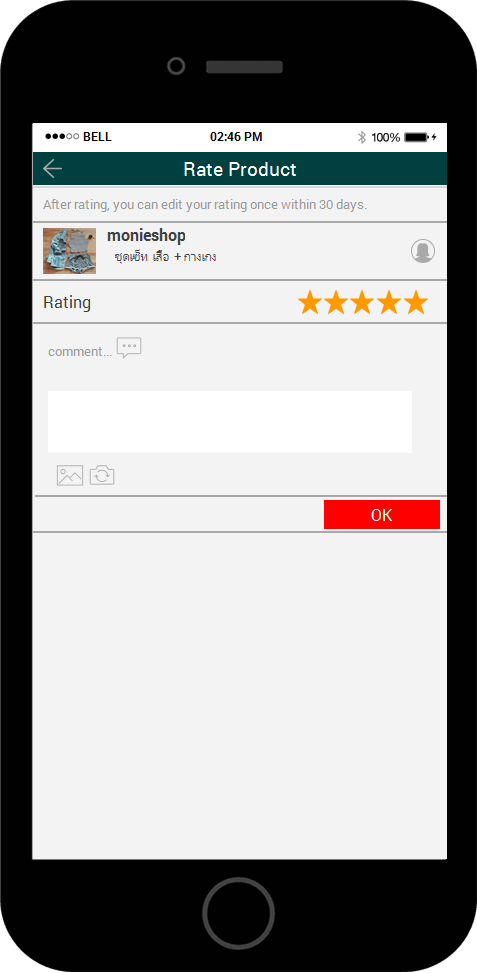 BELL 02:46 PM 100%
Rate Product
After rating, you can edit your rating once within 30 days.
monieshop
ชุดเซ็ท เสื้อ + กางเกง
Rating
comment...
OK